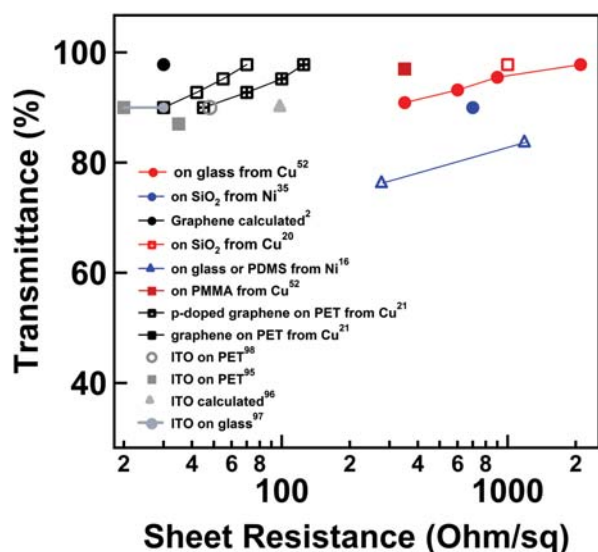 100
80
60
40
Transmittance (%)
on glass from Cu52
on SiO2 from Ni35
Graphene calculated2
on SiO2 from Cu20
on glass or PDMS from Ni16
on PMMA from Cu52
p-doped graphene on PET from Cu21
graphene on PET from Cu21
ITO on PET98
ITO on PET95
ITO calculated96
ITO on glass97
2 4 6 8 100 2 4 6 8 1000 2
Sheet Resistance (Ohm/sq)